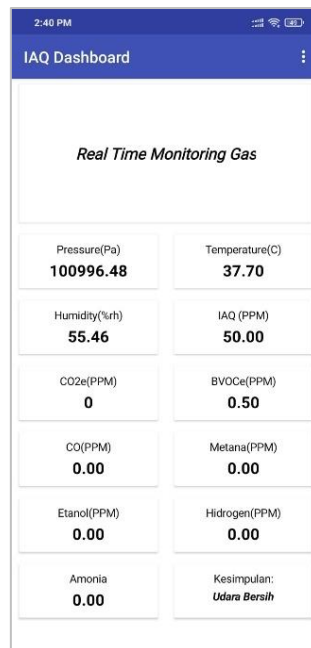 2:40 PM
IAQ Dashboard
Real Time Monitoring Gas
Pressure(Pa)
100996.48
Temperature(C)
37.70
Humidity(%rh)
55.46
IAQ (PPM)
50.00
CO2e(PPM)
0
BVOCe(PPM)
0.50
CO(PPM)
0.00
Metana(PPM)
0.00
Etanol(PPM)
0.00
Hidrogen(PPM)
0.00
Amonia
0.00
Kesimpulan:
Udara Bersih